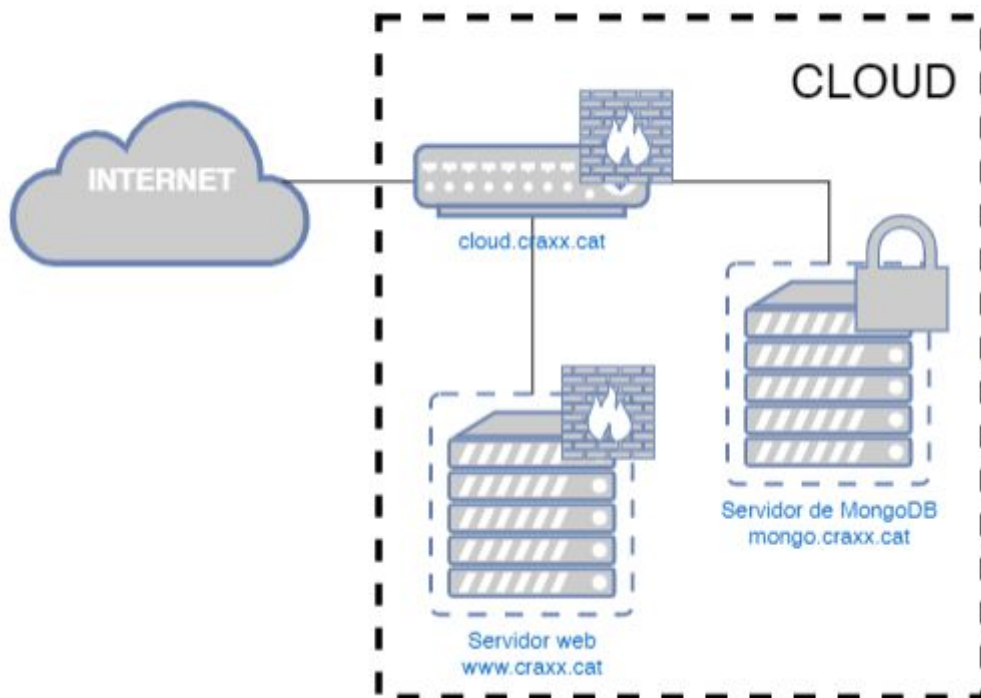 CLOUD
INTERNET
cloud.craxx.cat
Servidor de MongoDB
mongo.craxx.cat
Servidor web
www.craxx.cat